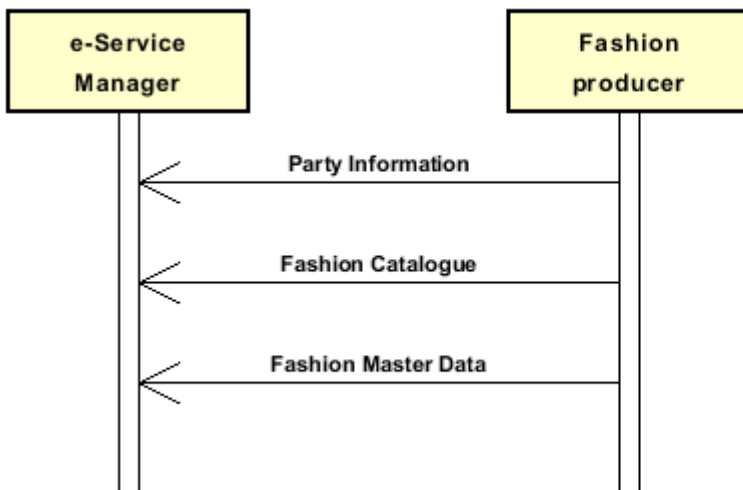 e-Service
Manager
Fashion
producer
Party Information
Fashion Catalogue
Fashion Master Data